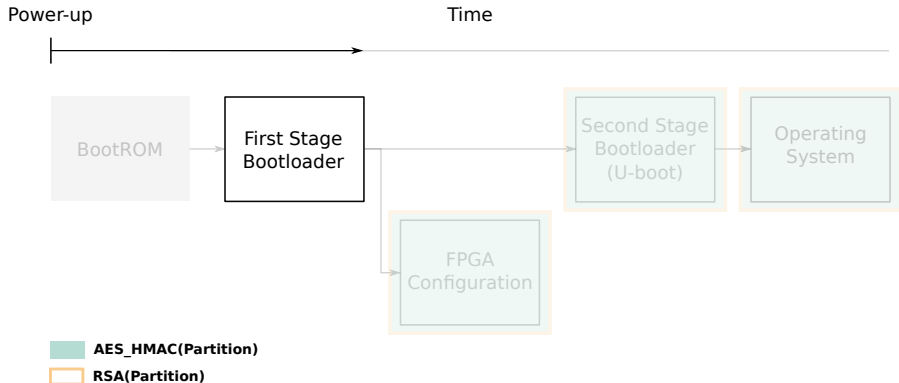 Power-up
Time
BootROM
First Stage
Bootloader
Second Stage
Bootloader
(U-boot)
Operating
System
FPGA
Configuration
AES_HMAC(Partition)
RSA(Partition)